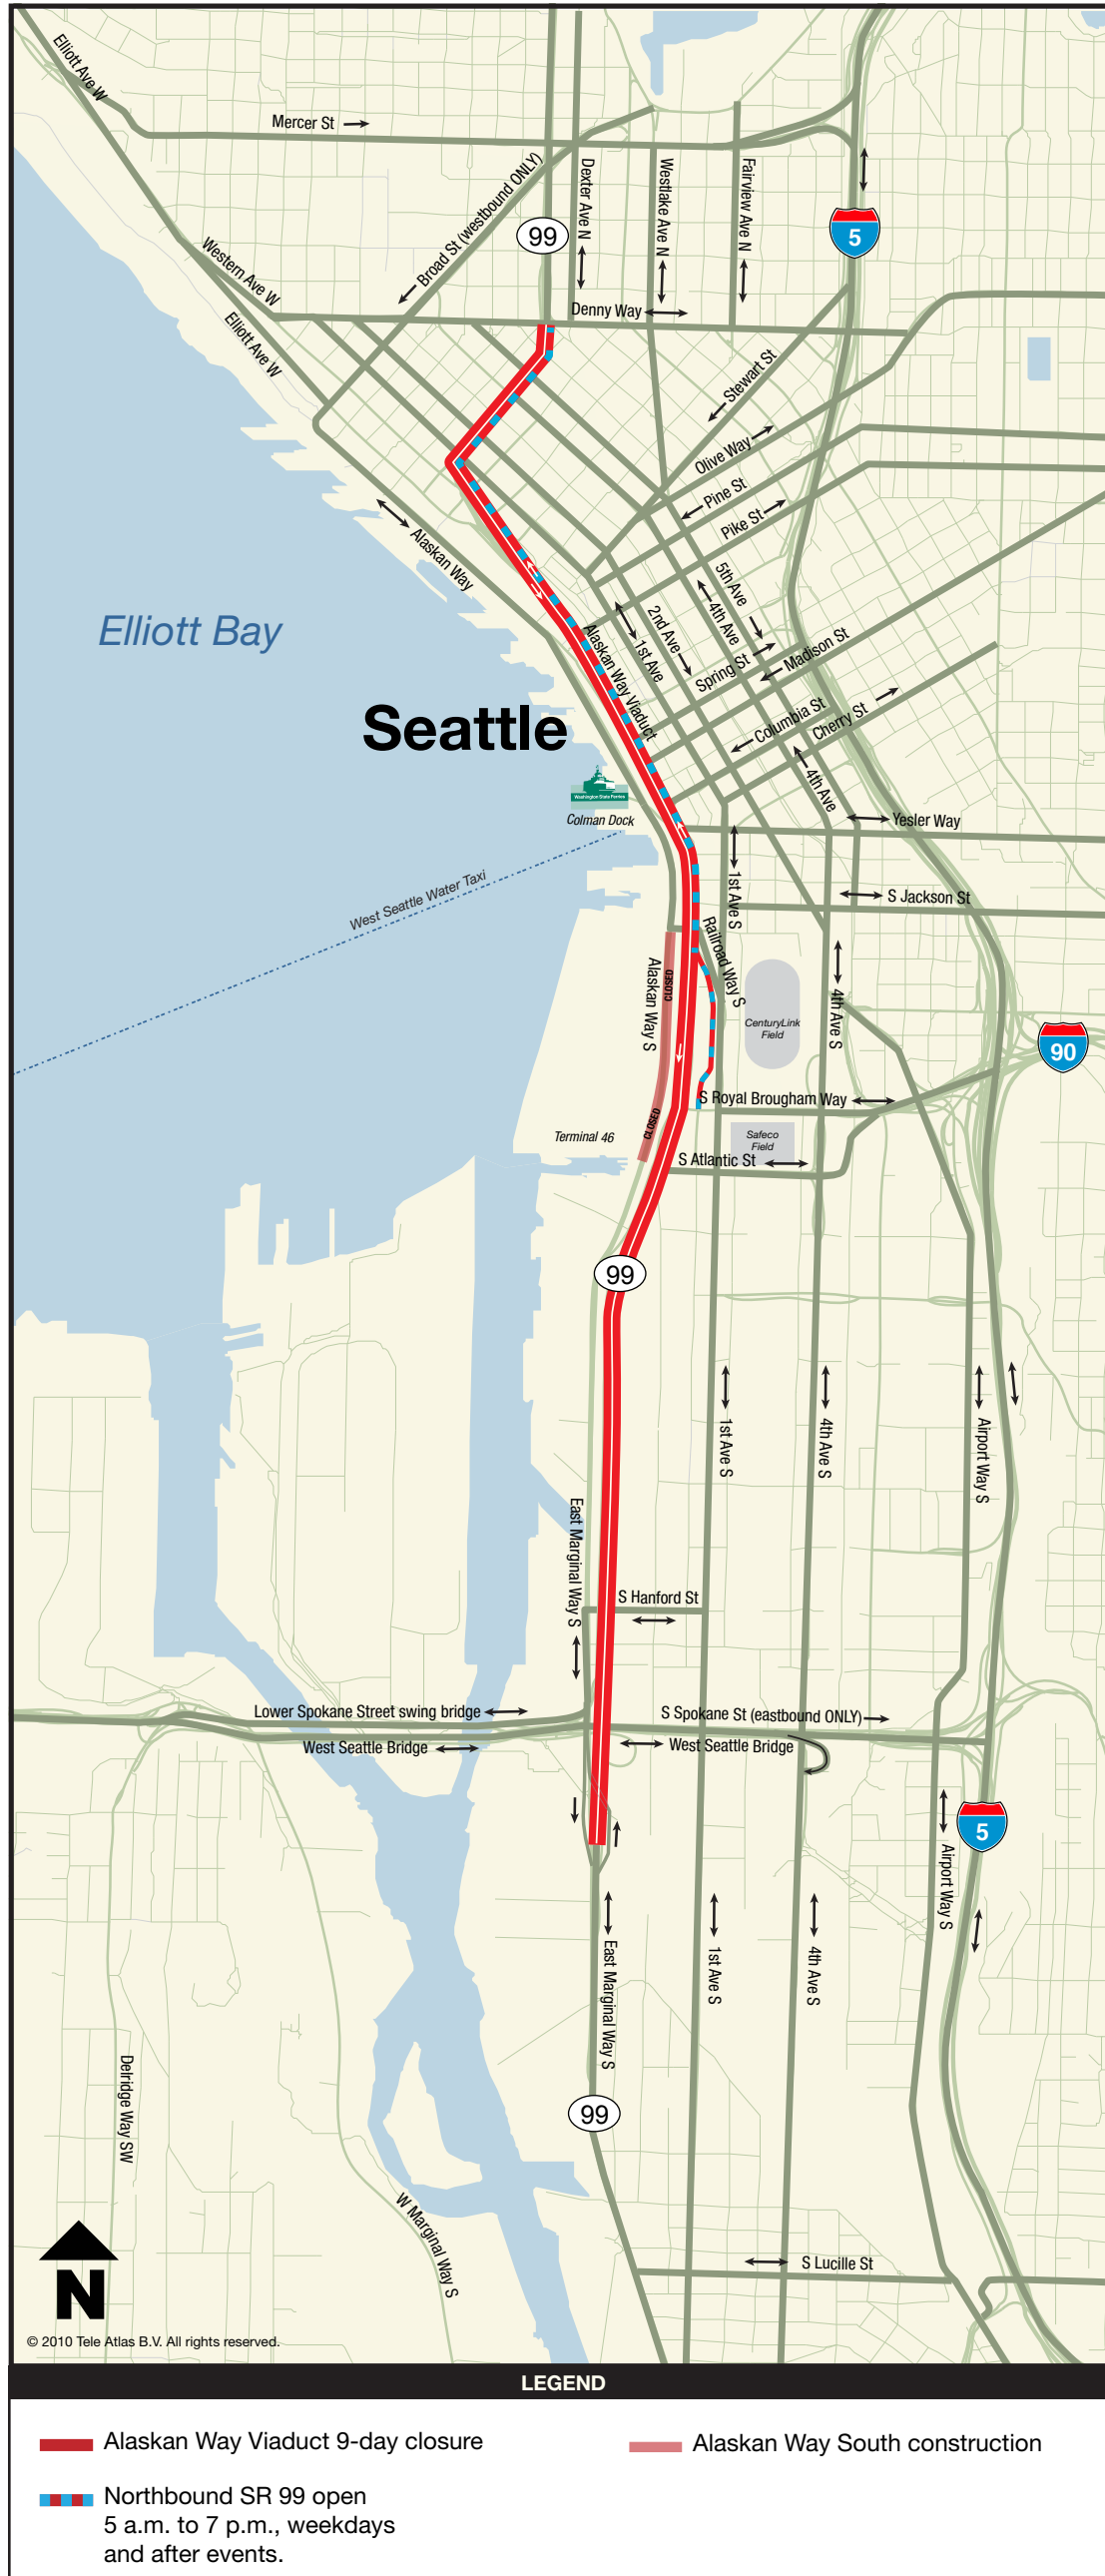 Elliott Ave W
Mercer St
Broad St (westbound ONLY)
Dexter Ave N
Westlake Ave N
Fairview Ave N
99
5
Western Ave W
Elliott Ave W
Denny Way
Stewart St
Olive Way
Pine St
Pike St
Alaskan Way
5th Ave
4th Ave
2nd Ave
1st Ave
Elliott Bay
Alaskan Way Viaduct
Spring St
Madison St
Seattle
Columbia St
Cherry St
4th Ave
Washington State Ferries
Colman Dock
Yesler Way
West Seattle Water Taxi
1st Ave S
S Jackson St
Railroad Way S
Alaskan Way S
CLOSED
CenturyLink
Field
4th Ave S
90
S Royal Brougham Way
CLOSED
Terminal 46
Safeco
Field
S Atlantic St
99
1st Ave S
4th Ave S
Airport Way S
East Marginal Way S
S Hanford St
Lower Spokane Street swing bridge
S Spokane St (eastbound ONLY)
West Seattle Bridge
West Seattle Bridge
5
Airport Way S
East Marginal Way S
1st Ave S
4th Ave S
Delridge Way SW
99
W Marginal Way S
S Lucille St
N
© 2010 Tele Atlas B.V. All rights reserved.
LEGEND
Alaskan Way Viaduct 9-day closure
Alaskan Way South construction
Northbound SR 99 open
5 a.m. to 7 p.m., weekdays
and after events.